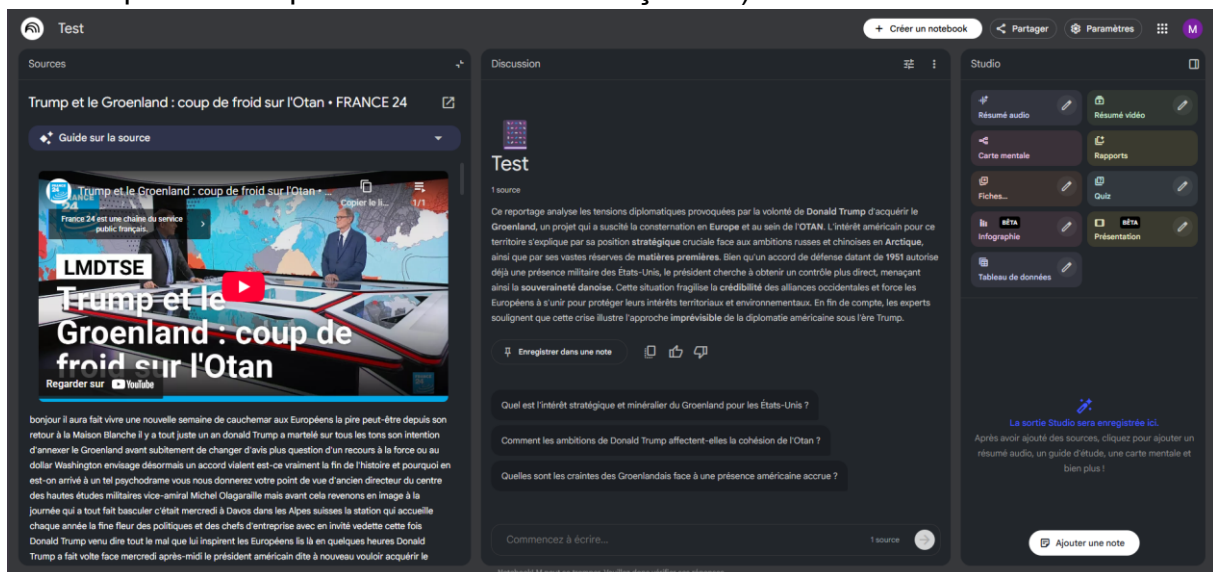 Test
+ Créer un notebook
Partager
Paramètres
M
Sources
Trump et le Groenland : coup de froid sur l'Otan • FRANCE 24
Guide sur la source
Trump et le Groenland : coup de froid sur l'Otan • ...
Copier le li...
1/1
France 24 est une chaîne du service
public français.
LMDTSE
Trump et le
Groenland : coup de
froid sur l'Otan
Regarder sur YouTube
bonjour il aura fait vivre une nouvelle semaine de cauchemar aux Européens la pire peut-être depuis son
retour à la Maison Blanche il y a tout juste un an donald Trump a martelé sur tous les tons son intention
d'annexer le Groenland avant subitement de changer d'avis plus question d'un recours à la force ou au
dollar Washington envisage désormais un accord vialent est-ce vraiment la fin de l'histoire et pourquoi en
est-on arrivé à un tel psychodrame vous nous donnerez votre point de vue d'ancien directeur du centre
des hautes études militaires vice-amiral Michel Olagaraille mais avant cela revenons en image à la
journée qui a tout fait basculer c'était mercredi à Davos dans les Alpes suisses la station qui accueille
chaque année la fine fleur des politiques et des chefs d'entreprise avec en invité vedette cette fois
Donald Trump venu dire tout le mal que lui inspirent les Européens lis là en quelques heures Donald
Trump a fait volte face mercredi après-midi le président américain dite à nouveau vouloir acquérir le
Discussion
Test
1 source
Ce reportage analyse les tensions diplomatiques provoquées par la volonté de Donald Trump d'acquérir le
Groenland, un projet qui a suscité la consternation en Europe et au sein de l'OTAN. L'intérêt américain pour ce
territoire s'explique par sa position stratégique cruciale face aux ambitions russes et chinoises en Arctique,
ainsi que par ses vastes réserves de matières premières. Bien qu'un accord de défense datant de 1951 autorise
déjà une présence militaire des États-Unis, le président cherche à obtenir un contrôle plus direct, menaçant
ainsi la souveraineté danoise. Cette situation fragilise la crédibilité des alliances occidentales et force les
Européens à s'unir pour protéger leurs intérêts territoriaux et environnementaux. En fin de compte, les experts
soulignent que cette crise illustre l'approche imprévisible de la diplomatie américaine sous l'ère Trump.
Enregistrer dans une note
Quel est l'intérêt stratégique et minéralier du Groenland pour les États-Unis ?
Comment les ambitions de Donald Trump affectent-elles la cohésion de l'Otan ?
Quelles sont les craintes des Groenlandais face à une présence américaine accrue ?
Commencez à écrire...
1 source
Studio
Résumé audio
Résumé vidéo
Carte mentale
Rapports
Fiches...
Quiz
BÊTA
Infographie
BÊTA
Présentation
Tableau de données
La sortie Studio sera enregistrée ici.
Après avoir ajouté des sources, cliquez pour ajouter un
résumé audio, un guide d'étude, une carte mentale et
bien plus !
Ajouter une note